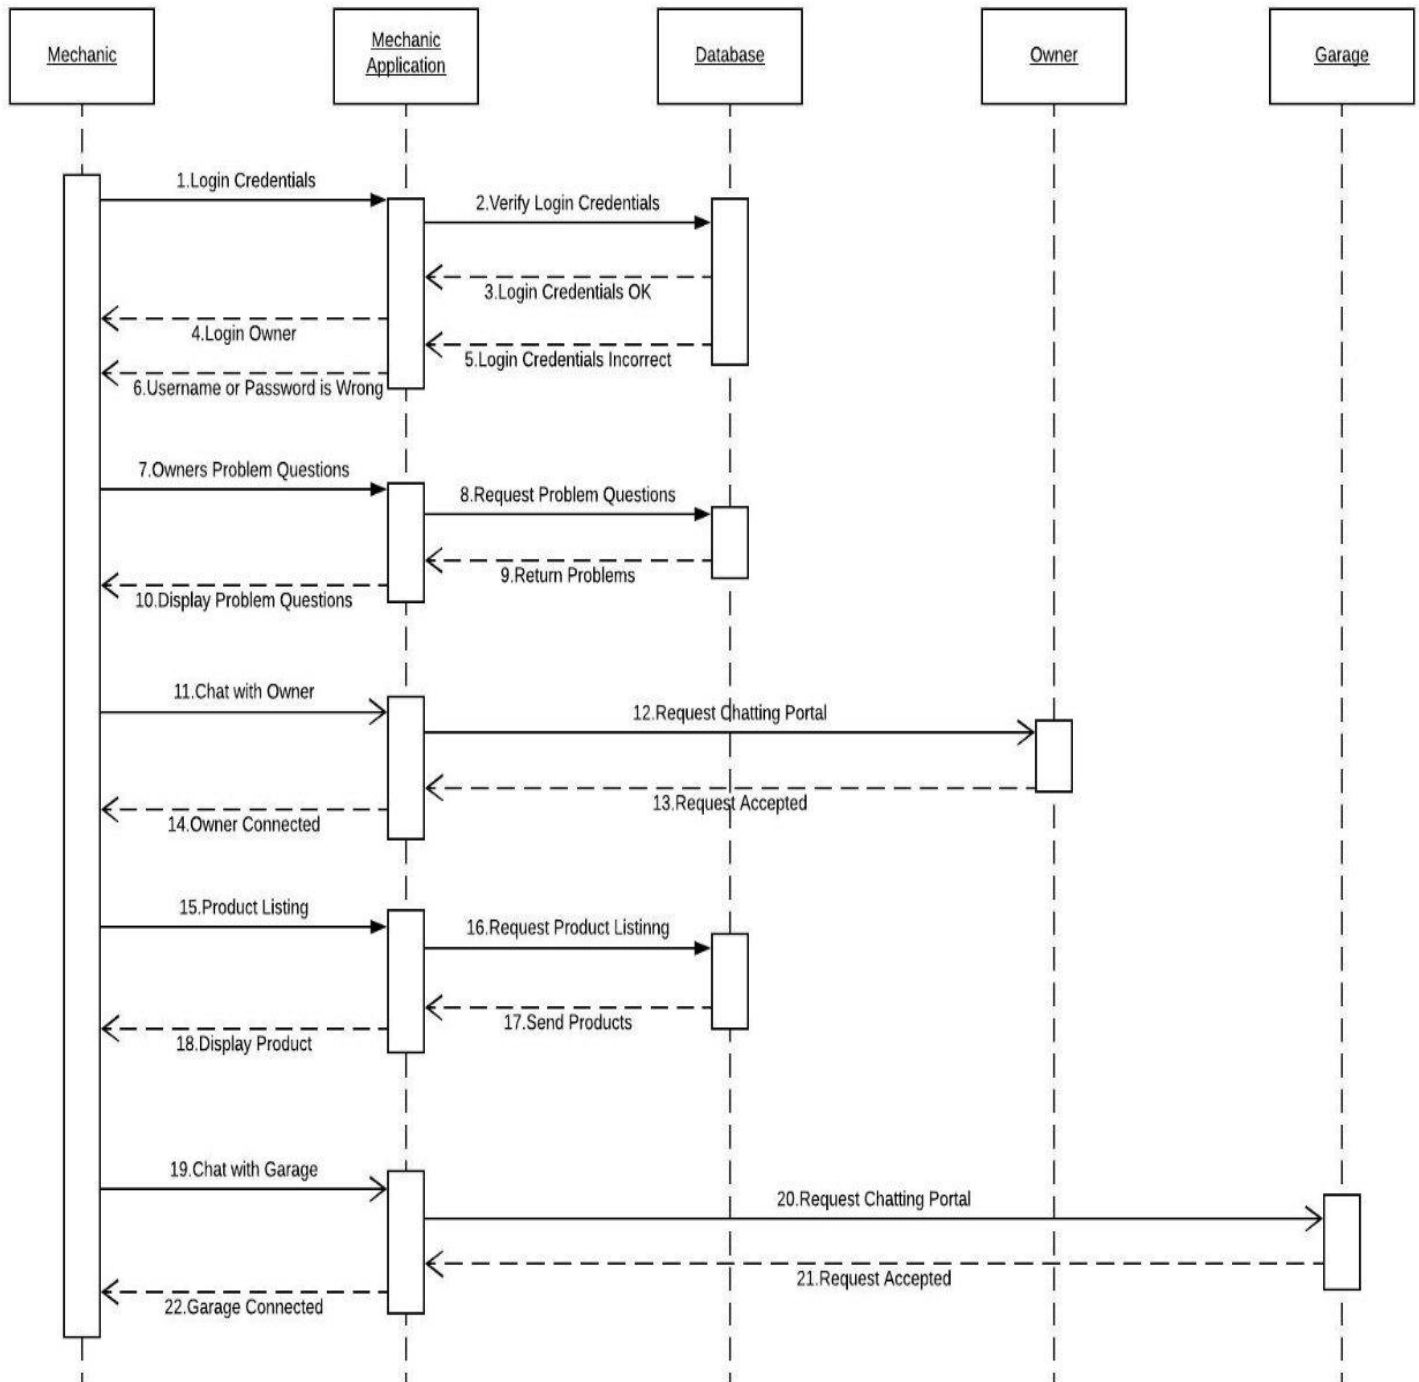 Mechanic
Mechanic
Application
Database
Owner
Garage
1.Login Credentials
2.Verify Login Credentials
3.Login Credentials OK
4.Login Owner
5.Login Credentials Incorrect
6.Username or Password is Wrong
7.Owners Problem Questions
8.Request Problem Questions
9.Return Problems
10.Display Problem Questions
11.Chat with Owner
12.Request Chatting Portal
13.Request Accepted
14.Owner Connected
15.Product Listing
16.Request Product Listinng
17.Send Products
18.Display Product
19.Chat with Garage
20.Request Chatting Portal
21.Request Accepted
22.Garage Connected